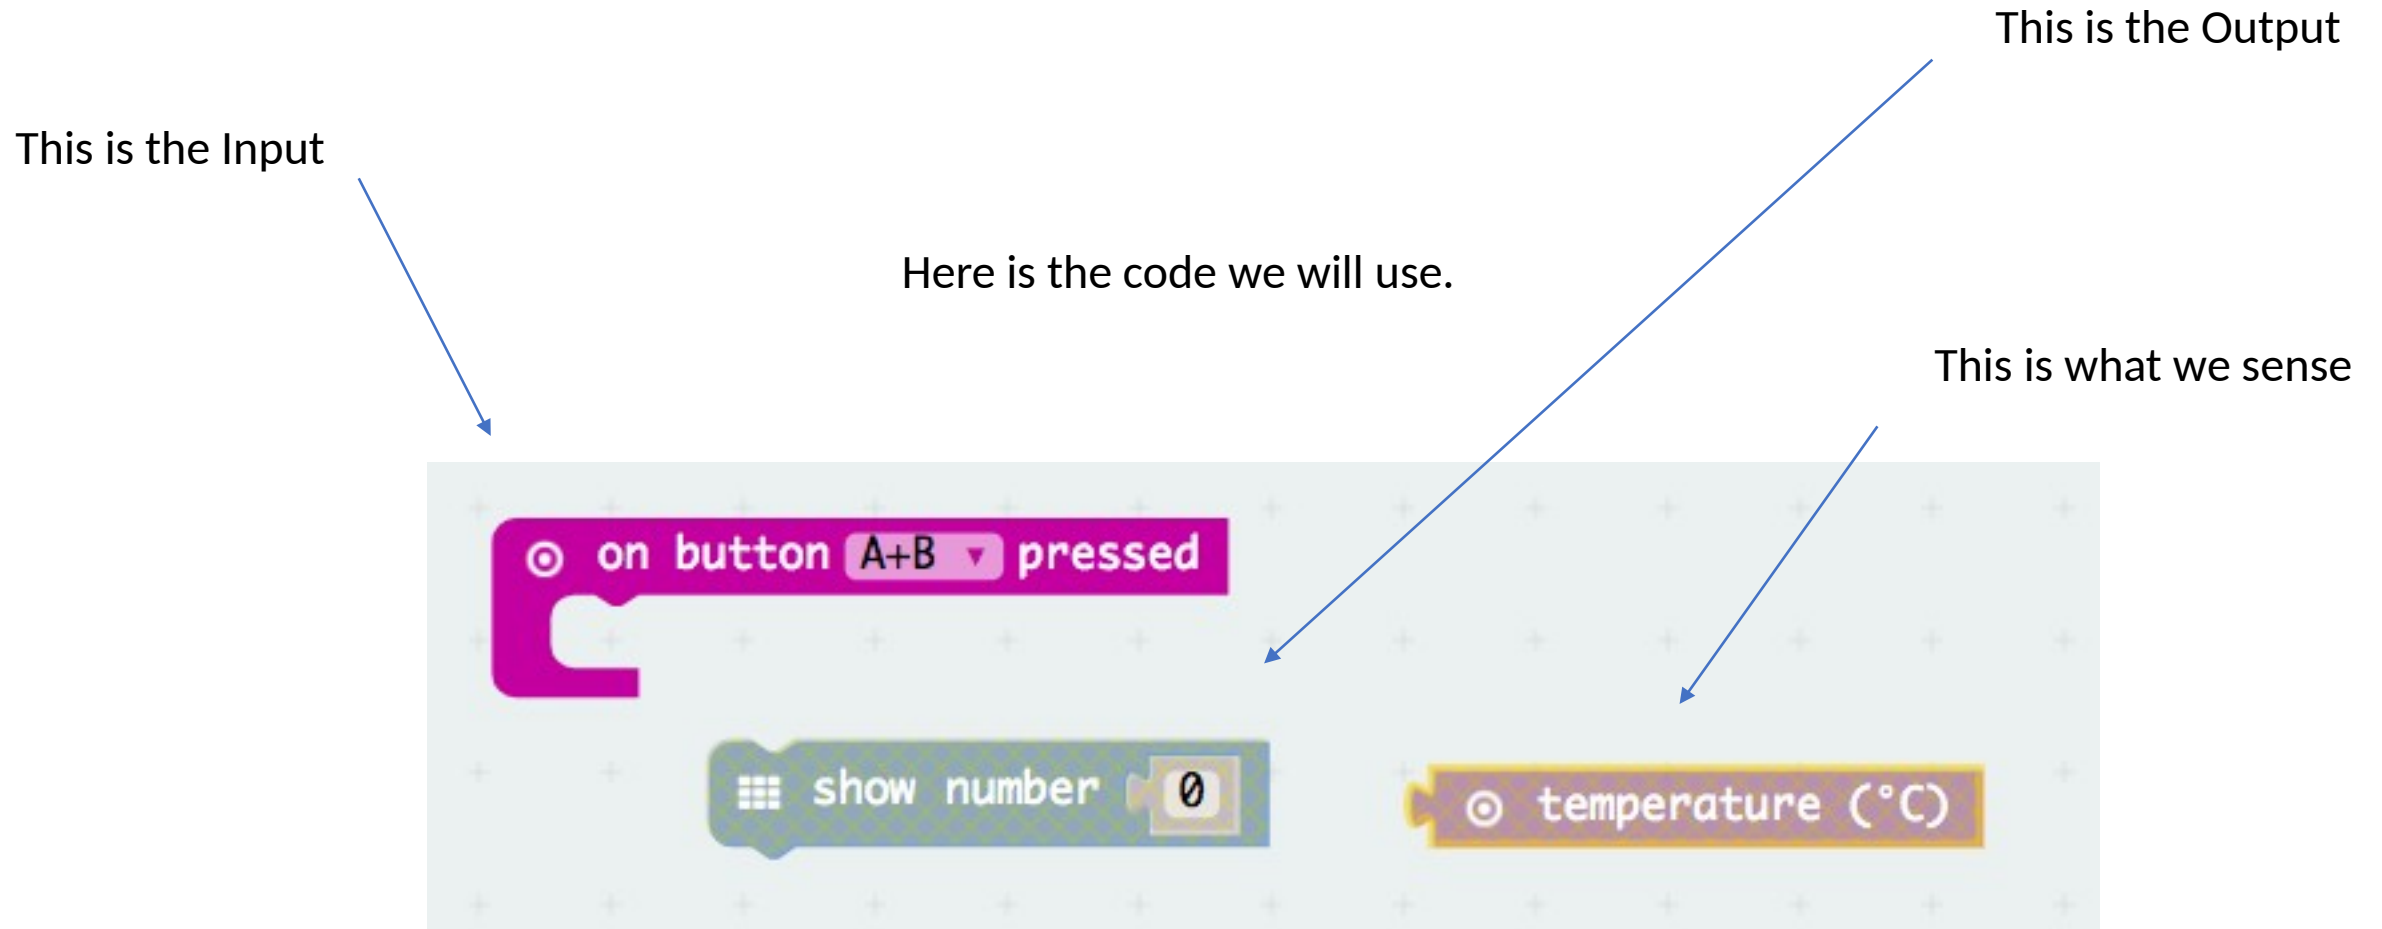 This is the Output
This is the Input
Here is the code we will use.
This is what we sense
on button A+B pressed
show number 0
temperature (°C)